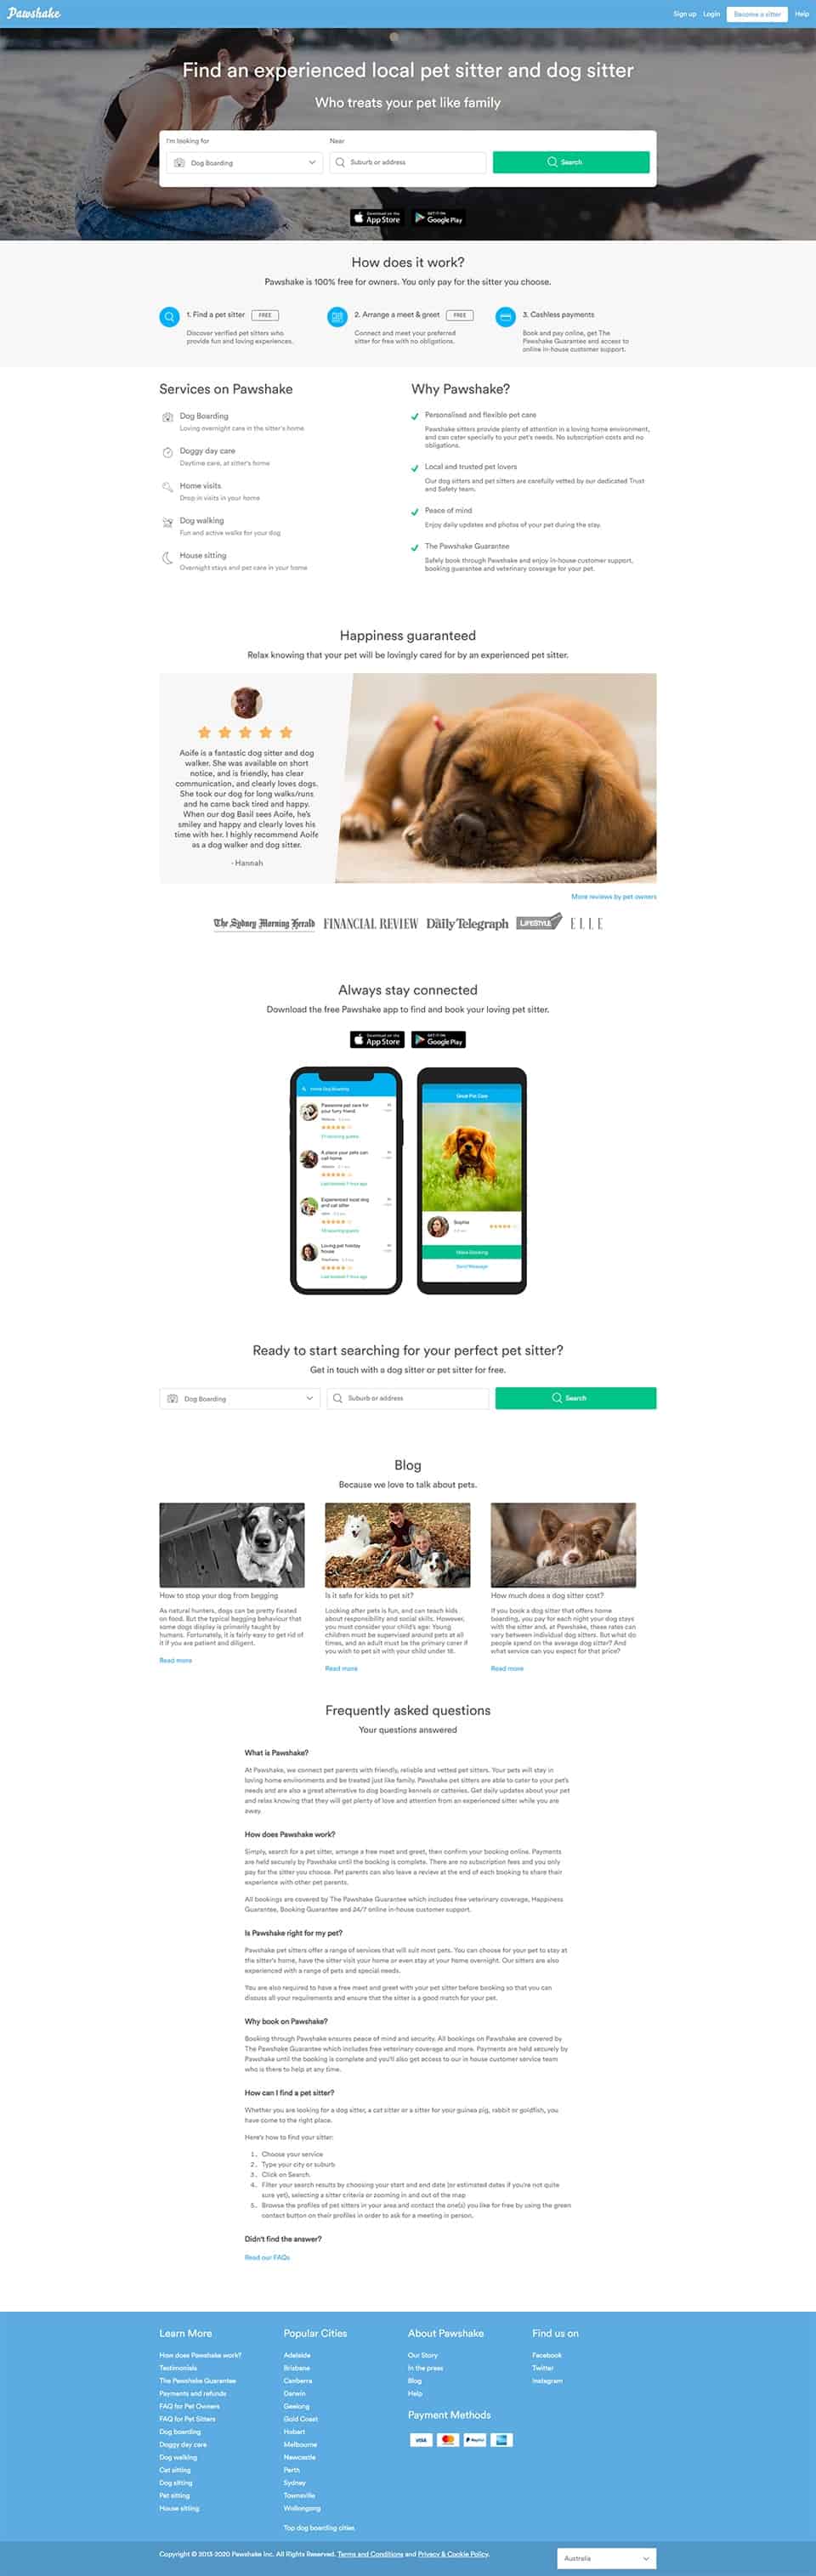 Pawshake
Sign up Login Become a sitter Help
Find an experienced local pet sitter and dog sitter
Who treats your pet like family
I'm looking for
Near
Dog Boarding
Suburb or address
Search
Download on the App Store
GET IT ON Google Play
How does it work?
Pawshake is 100% free for owners. You only pay for the sitter you choose.
1. Find a pet sitter FREE
Discover verified pet sitters who
provide fun and loving experiences.
2. Arrange a meet & greet FREE
Connect and meet your preferred
sitter for free with no obligations.
3. Cashless payments
Book and pay online, get The
Pawshake Guarantee and access to
online in-house customer support.
Services on Pawshake
Dog Boarding
Loving overnight care in the sitter's home
Doggy day care
Daytime care, at sitter's home
Home visits
Drop in visits in your home
Dog walking
Fun and active walks for your dog
House sitting
Overnight stays and pet care in your home
Why Pawshake?
Personalised and flexible pet care
Pawshake sitters provide plenty of attention in a loving home environment,
and can cater specially to your pet's needs. No subscription costs and no
obligations.
Local and trusted pet lovers
Our dog sitters and pet sitters are carefully vetted by our dedicated Trust
and Safety team.
Peace of mind
Enjoy daily updates and photos of your pet during the stay.
The Pawshake Guarantee
Safely book through Pawshake and enjoy in-house customer support,
booking guarantee and veterinary coverage for your pet.
Happiness guaranteed
Relax knowing that your pet will be lovingly cared for by an experienced pet sitter.
Aoife is a fantastic dog sitter and dog
walker. She was available on short
notice, and is friendly, has clear
communication, and clearly loves dogs.
She took our dog for long walks/runs
and he came back tired and happy.
When our dog Basil sees Aoife, he's
smiley and happy and clearly loves his
time with her. I highly recommend Aoife
as a dog walker and dog sitter.
- Hannah
More reviews by pet owners
The Sydney Morning Herald FINANCIAL REVIEW The Daily Telegraph LIFESTYLE ELLE
Always stay connected
Download the free Pawshake app to find and book your loving pet sitter.
Download on the App Store
GET IT ON Google Play
Home Dog Boarding
Pawsome pet care for
your furry friend
A place your pets can
call home
Experienced local dog
and cat sitter
Loving pet holiday
house
Great Pet Care
Sophie
Make Booking
Send Message
Ready to start searching for your perfect pet sitter?
Get in touch with a dog sitter or pet sitter for free.
Dog Boarding
Suburb or address
Search
Blog
Because we love to talk about pets.
How to stop your dog from begging
As natural hunters, dogs can be pretty fixated
on food. But the typical begging behaviour that
some dogs display is primarily taught by
humans. Fortunately, it is fairly easy to get rid of
it if you are patient and diligent.
Read more
Is it safe for kids to pet sit?
Looking after pets is fun, and can teach kids
about responsibility and social skills. However,
you must consider your child's age: Young
children must be supervised around pets at all
times, and an adult must be the primary carer if
you wish to pet sit with your child under 18.
Read more
How much does a dog sitter cost?
If you book a dog sitter that offers home
boarding, you pay for each night your dog stays
with the sitter and, at Pawshake, these rates can
vary between individual dog sitters. But what do
people spend on the average dog sitter? And
what service can you expect for that price?
Read more
Frequently asked questions
Your questions answered
What is Pawshake?
At Pawshake, we connect pet parents with friendly, reliable and vetted pet sitters. Your pets will stay in
loving home environments and be treated just like family. Pawshake pet sitters are able to cater to your pet's
needs and are also a great alternative to dog boarding kennels or catteries. Get daily updates about your pet
and relax knowing that they will get plenty of love and attention from an experienced sitter while you are
away.
How does Pawshake work?
Simply, search for a pet sitter, arrange a free meet and greet, then confirm your booking online. Payments
are held securely by Pawshake until the booking is complete. There are no subscription fees and you only
pay for the sitter you choose. Pet parents can also leave a review at the end of each booking to share their
experience with other pet parents.
All bookings are covered by The Pawshake Guarantee which includes free veterinary coverage, Happiness
Guarantee, Booking Guarantee and 24/7 online in-house customer support.
Is Pawshake right for my pet?
Pawshake pet sitters offer a range of services that will suit most pets. You can choose for your pet to stay at
the sitter's home, have the sitter visit your home or even stay at your home overnight. Our sitters are also
experienced with a range of pets and special needs.
You are also required to have a free meet and greet with your pet sitter before booking so that you can
discuss all your requirements and ensure that the sitter is a good match for your pet.
Why book on Pawshake?
Booking through Pawshake ensures peace of mind and security. All bookings on Pawshake are covered by
The Pawshake Guarantee which includes free veterinary coverage and more. Payments are held securely by
Pawshake until the booking is complete and you'll also get access to our in house customer service team
who is there to help at any time.
How can I find a pet sitter?
Whether you are looking for a dog sitter, a cat sitter or a sitter for your guinea pig, rabbit or goldfish, you
have come to the right place.
Here's how to find your sitter:
1. Choose your service
2. Type your city or suburb
3. Click on Search
4. Filter your search results by choosing your start and end date (or estimated dates if you're not quite
sure yet), selecting a sitter criteria or zooming in and out of the map
5. Browse the profiles of pet sitters in your area and contact the one(s) you like for free by using the green
contact button on their profiles in order to ask for a meeting in person.
Didn't find the answer?
Read our FAQs
Learn More
How does Pawshake work?
Testimonials
The Pawshake Guarantee
Payments and refunds
FAQ for Pet Owners
FAQ for Pet Sitters
Dog boarding
Doggy day care
Dog walking
Cat sitting
Dog sitting
Pet sitting
House sitting
Popular Cities
Adelaide
Brisbane
Canberra
Darwin
Geelong
Gold Coast
Hobart
Melbourne
Newcastle
Perth
Sydney
Townsville
Wollongong
Top dog boarding cities
About Pawshake
Our Story
In the press
Blog
Help
Payment Methods
VISA PayPal
Find us on
Facebook
Twitter
Instagram
Copyright © 2013-2020 Pawshake Inc. All Rights Reserved. Terms and Conditions and Privacy & Cookie Policy.
Australia